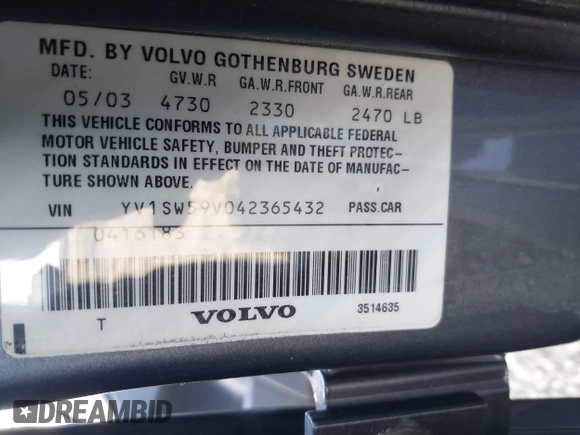 MFD. BY VOLVO GOTHENBURG SWEDEN
DATE: GV.W.R GA.W.R.FRONT GA.W.R.REAR
05/03 4730 2330 2470 LB
THIS VEHICLE CONFORMS TO ALL APPLICABLE FEDERAL
MOTOR VEHICLE SAFETY, BUMPER AND THEFT PROTEC-
TION STANDARDS IN EFFECT ON THE DATE OF MANUFAC-
TURE SHOWN ABOVE.
VIN YV1SW59V042365432 PASS.CAR
0416183
T VOLVO 3514635
DREAMBID